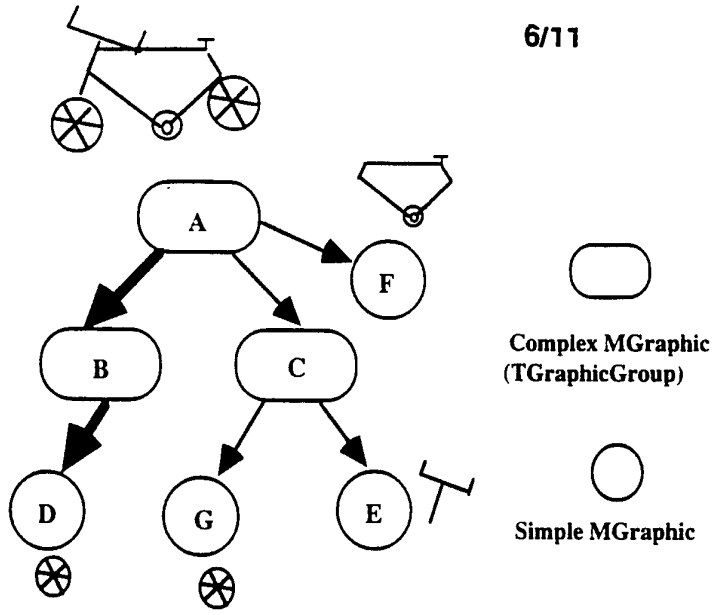 6/11
A
F
B
C
Complex MGraphic
(TGraphicGroup)
D
G
E
Simple MGraphic